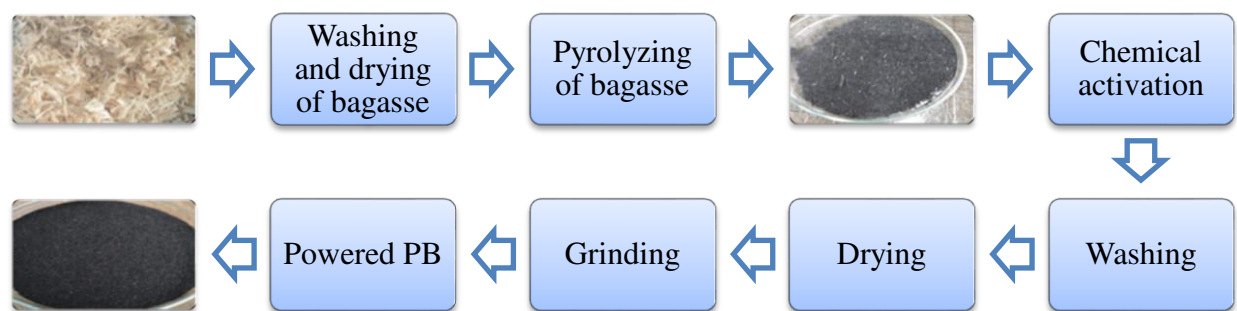 Washing
and drying
of bagasse
Pyrolyzing
of bagasse
Chemical
activation
Washing
Drying
Grinding
Powered PB